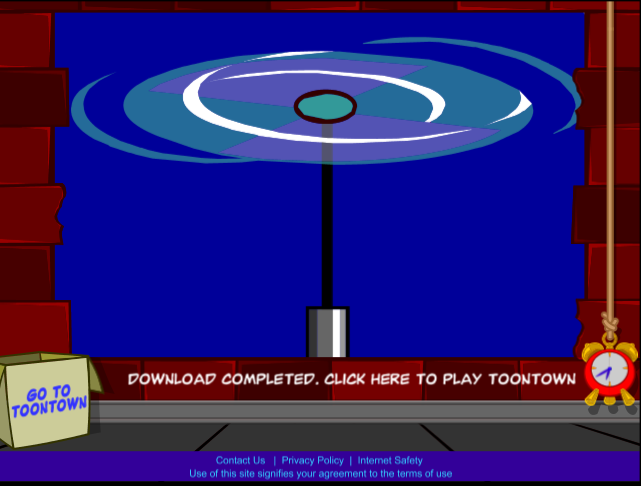 DOWNLOAD COMPLETED. CLICK HERE TO PLAY TOONTOWN
GO TO
TOONTOWN
Contact Us | Privacy Policy | Internet Safety
Use of this site signifies your agreement to the terms of use